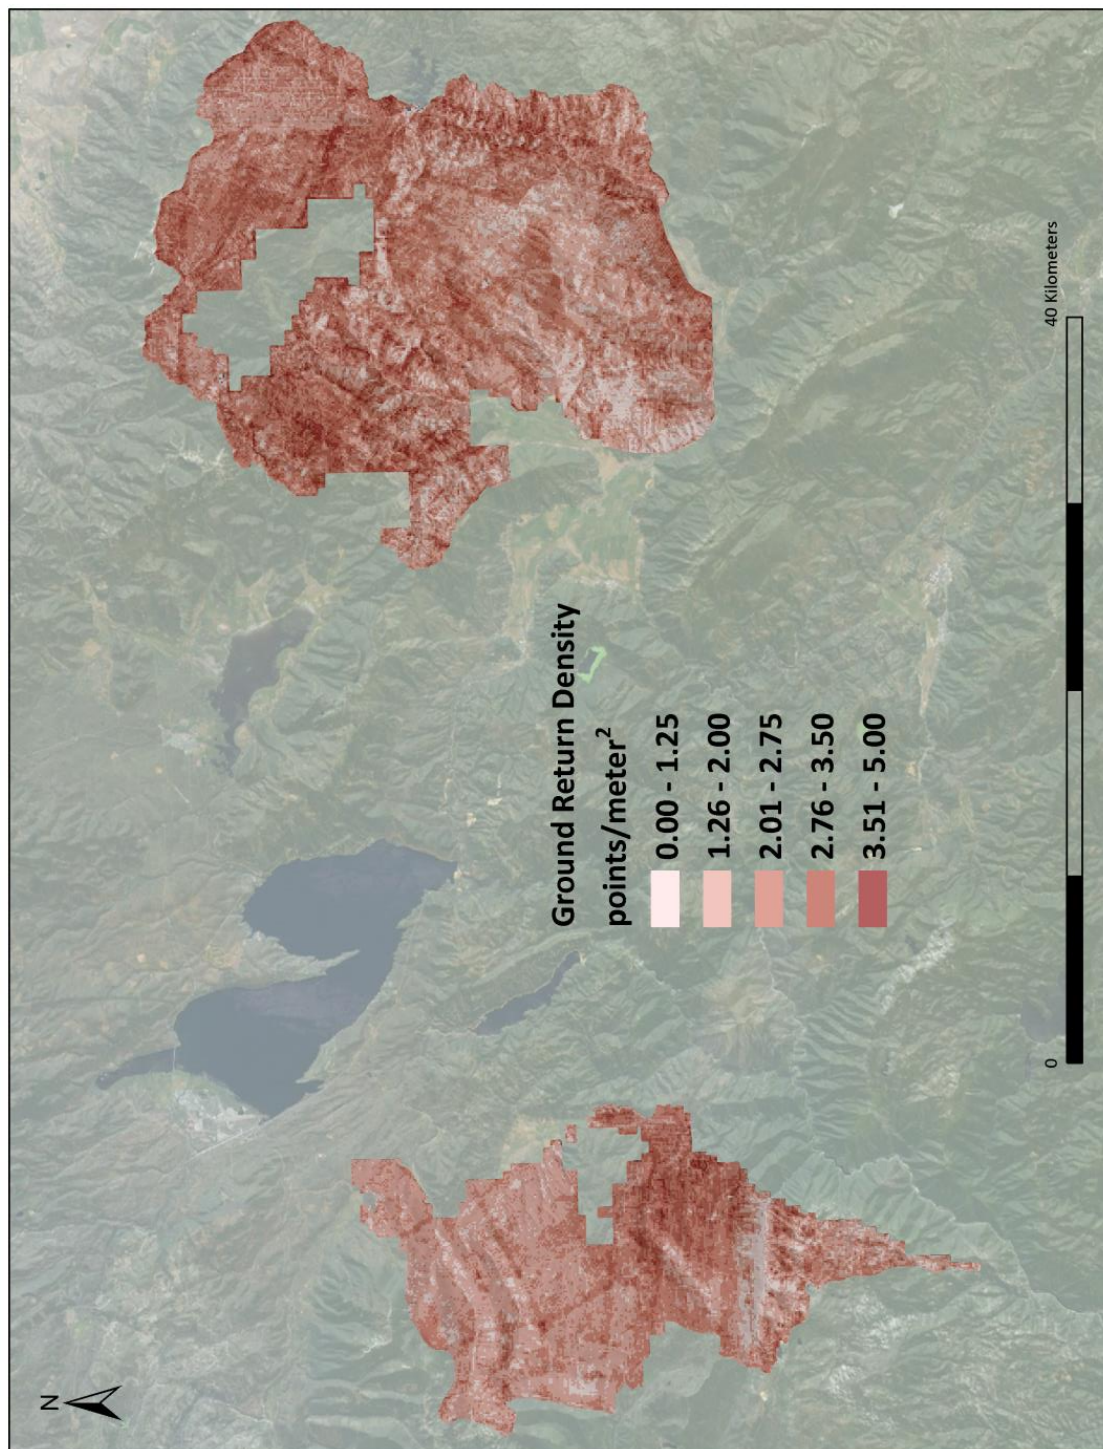 N
Ground Return Density
points/meter²
0.00 - 1.25
1.26 - 2.00
2.01 - 2.75
2.76 - 3.50
3.51 - 5.00
0
40 Kilometers